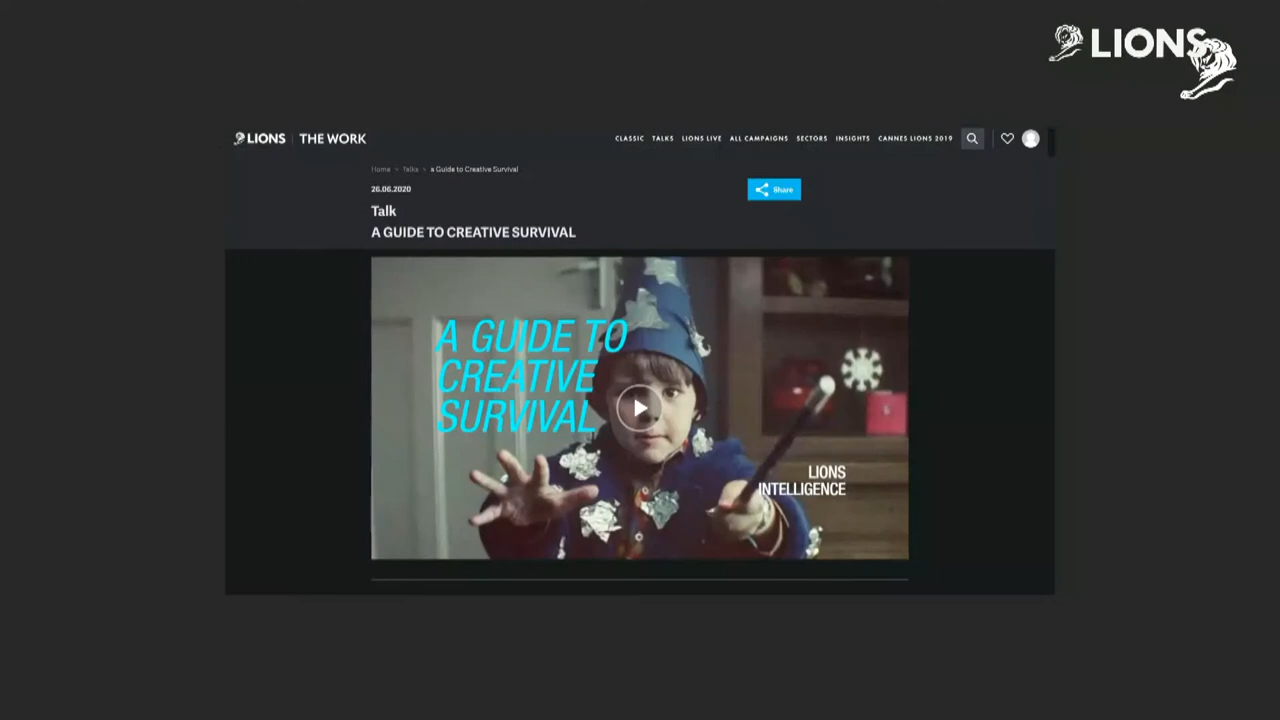 LIONS
LIONS THE WORK
CLASSIC TALKS LIONS LIVE ALL CAMPAIGNS SECTORS INSIGHTS CANNES LIONS 2019
Home > Talks > a Guide to Creative Survival
26.06.2020
Share
Talk
A GUIDE TO CREATIVE SURVIVAL
A GUIDE TO
CREATIVE
SURVIVAL
LIONS
INTELLIGENCE